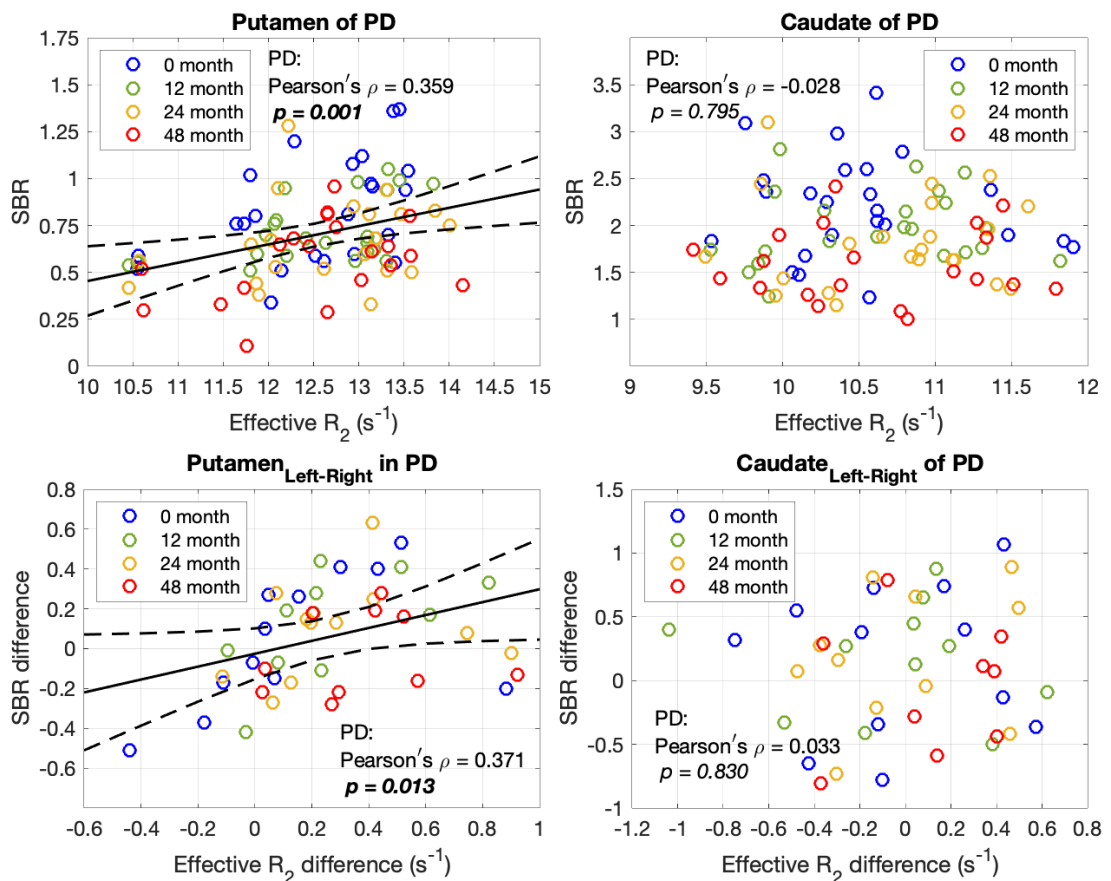 Putamen of PD
SBR
1.75
1.5
1.25
1
0.75
0.5
0.25
0
0 month
12 month
24 month
48 month
PD:
Pearson's ρ = 0.359
p = 0.001
10 10.5 11 11.5 12 12.5 13 13.5 14 14.5 15
Effective R₂ (s⁻¹)
Caudate of PD
SBR
3.5
3
2.5
2
1.5
1
PD:
Pearson's ρ = -0.028
p = 0.795
0 month
12 month
24 month
48 month
9 9.5 10 10.5 11 11.5 12
Effective R₂ (s⁻¹)
Putamen Left-Right in PD
SBR difference
0.8
0.6
0.4
0.2
0
-0.2
-0.4
-0.6
0 month
12 month
24 month
48 month
PD:
Pearson's ρ = 0.371
p = 0.013
-0.6 -0.4 -0.2 0 0.2 0.4 0.6 0.8 1
Effective R₂ difference (s⁻¹)
Caudate Left-Right of PD
SBR difference
1.5
1
0.5
0
-0.5
-1
0 month
12 month
24 month
48 month
PD:
Pearson's ρ = 0.033
p = 0.830
-1.2 -1 -0.8 -0.6 -0.4 -0.2 0 0.2 0.4 0.6 0.8
Effective R₂ difference (s⁻¹)